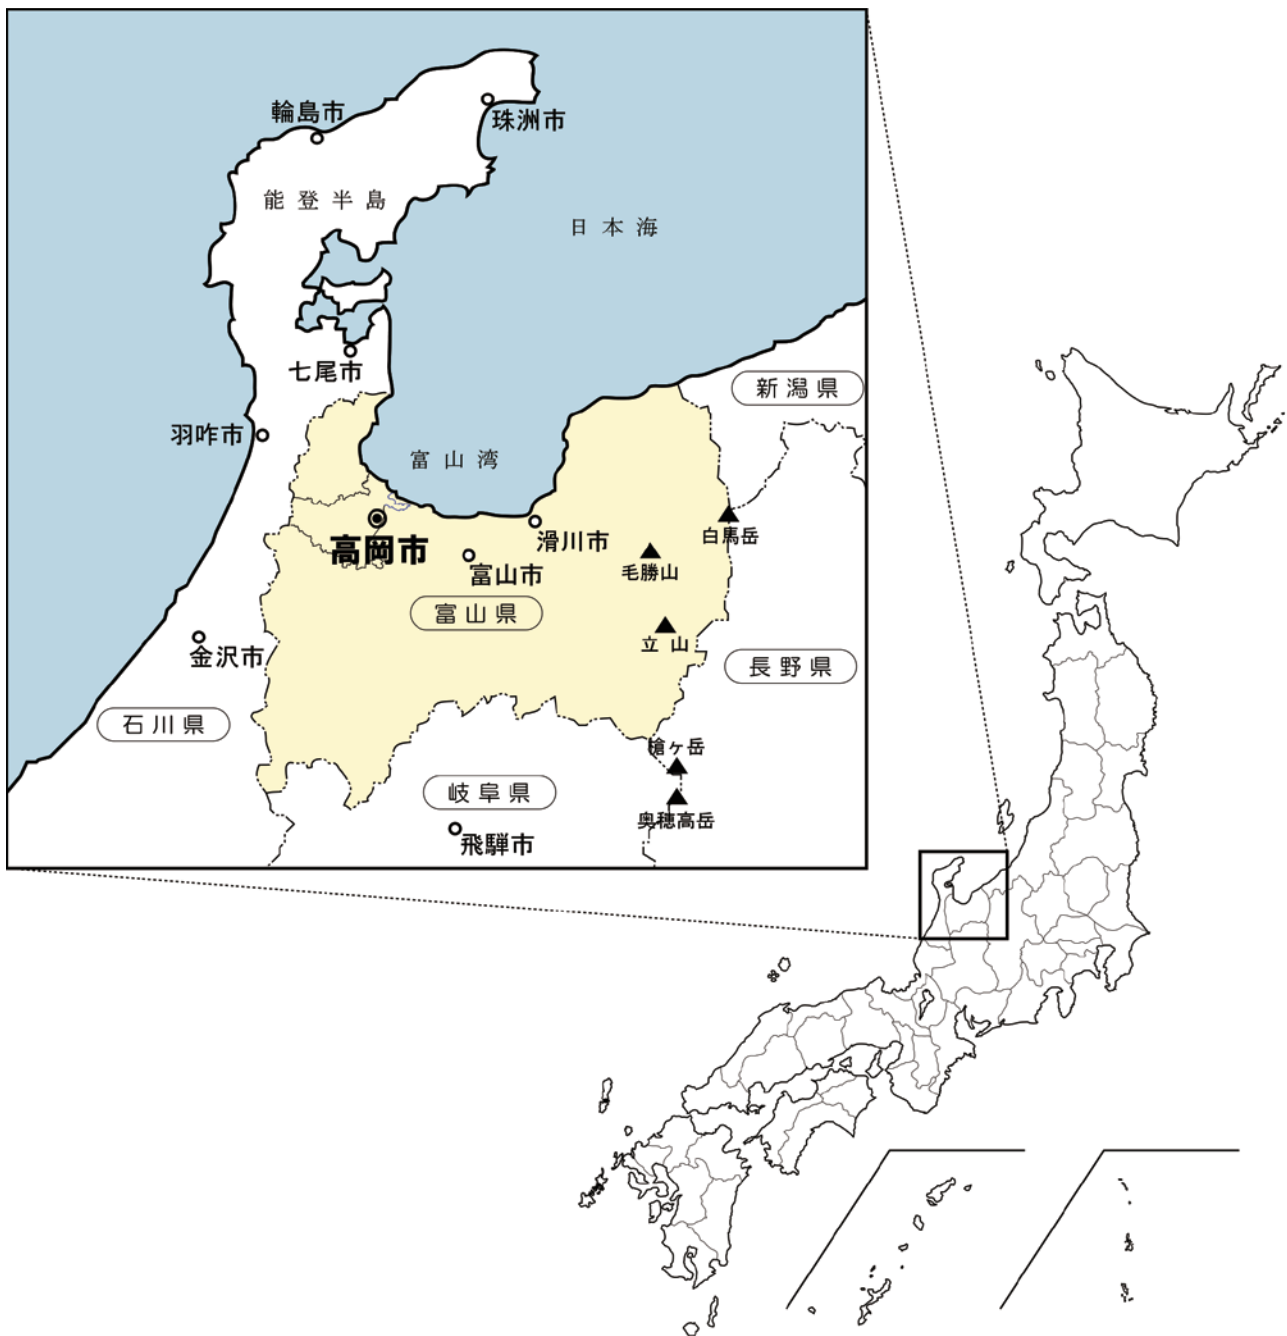 輪島市
珠洲市
能登半島
日本海
七尾市
新潟県
羽咋市
富山湾
高岡市
滑川市
白馬岳
富山市
毛勝山
富山県
立山
金沢市
長野県
石川県
槍ヶ岳
岐阜県
奥穂高岳
飛騨市